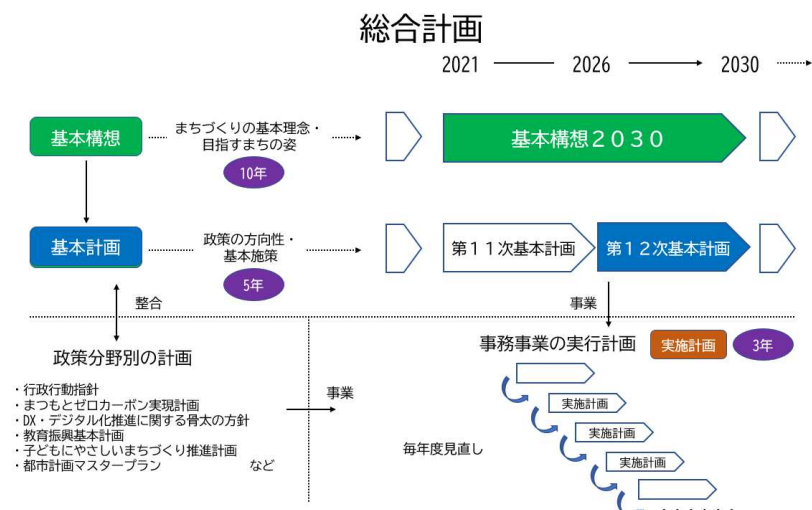 総合計画
2021
2026
2030
基本構想
まちづくりの基本理念・
目指すまちの姿
10年
基本構想2030
基本計画
政策の方向性・
基本施策
5年
第11次基本計画
第12次基本計画
整合
事業
政策分野別の計画
・行政行動指針
・まつもとゼロカーボン実現計画
・DX・デジタル化推進に関する骨太の方針
・教育振興基本計画
・子どもにやさしいまちづくり推進計画
・都市計画マスタープラン など
事業
事務事業の実行計画
実施計画
3年
実施計画
実施計画
実施計画
毎年度見直し